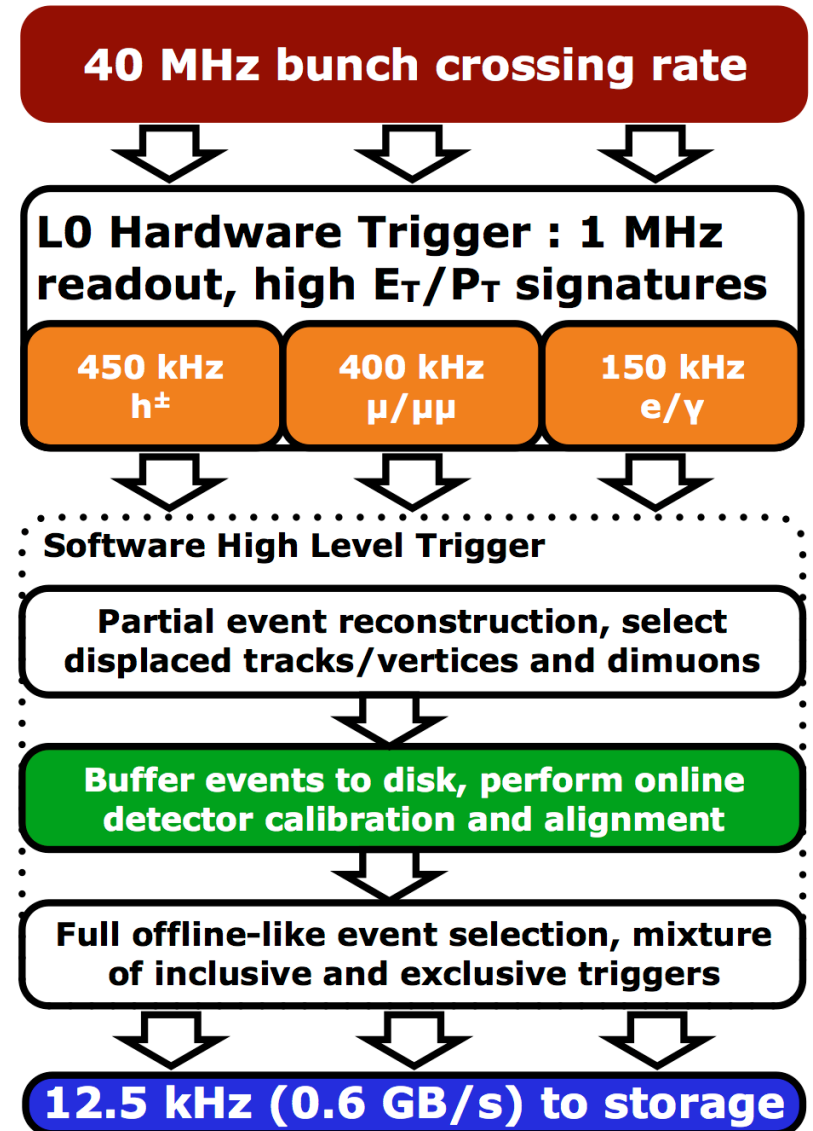 40 MHz bunch crossing rate
L0 Hardware Trigger : 1 MHz
readout, high Eᴛ/Pᴛ signatures
450 kHz
h±
400 kHz
μ/μμ
150 kHz
e/γ
Software High Level Trigger
Partial event reconstruction, select
displaced tracks/vertices and dimuons
Buffer events to disk, perform online
detector calibration and alignment
Full offline-like event selection, mixture
of inclusive and exclusive triggers
12.5 kHz (0.6 GB/s) to storage